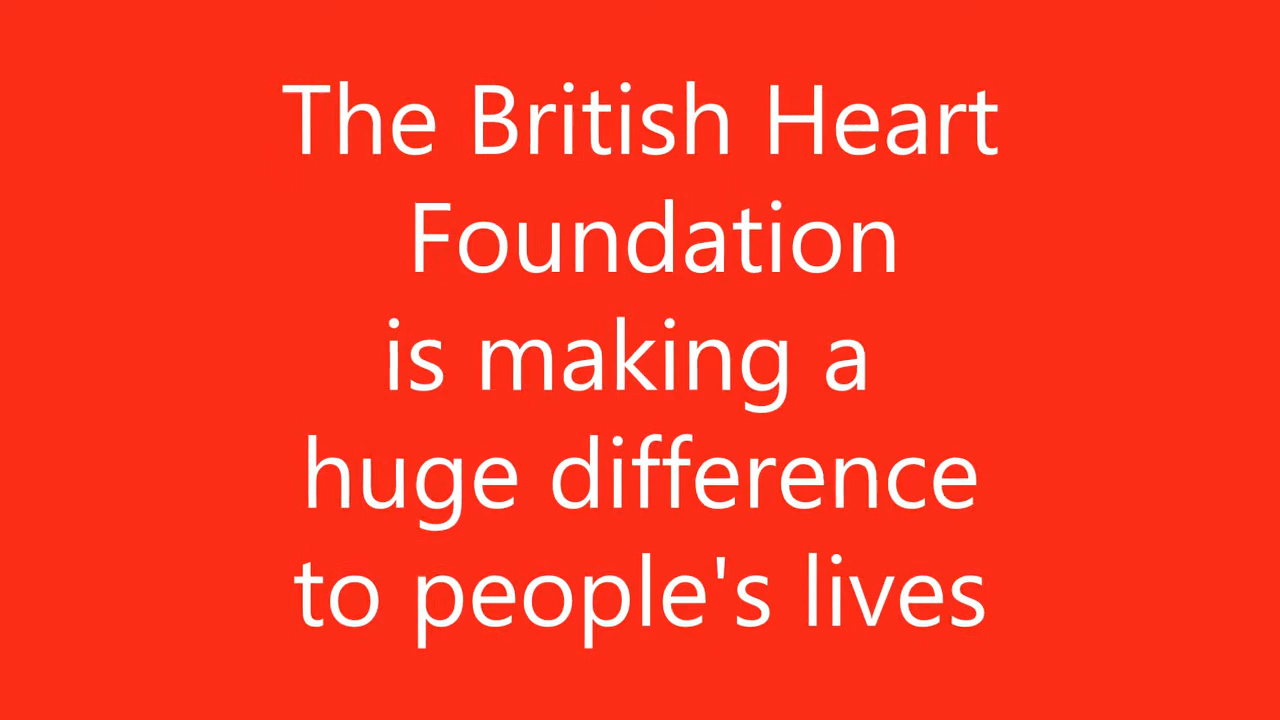 The British Heart
Foundation
is making a
huge difference
to people's lives